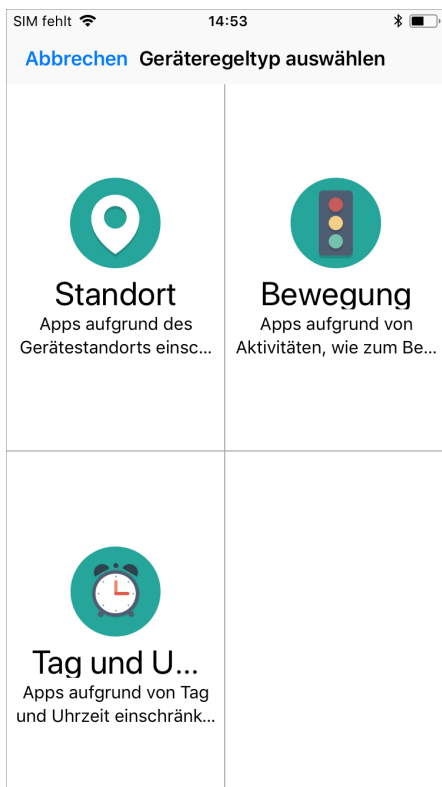 SIM fehlt 14:53
Abbrechen Geräteregeltyp auswählen
Standort
Apps aufgrund des
Gerätestandorts einsc...
Bewegung
Apps aufgrund von
Aktivitäten, wie zum Be...
Tag und U...
Apps aufgrund von Tag
und Uhrzeit einschränk...